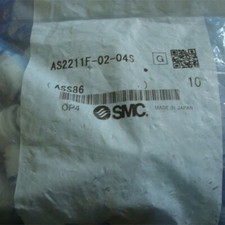 AS2211F-02-04S
G
ASS86 10
OP4 SMC. MADE IN JAPAN